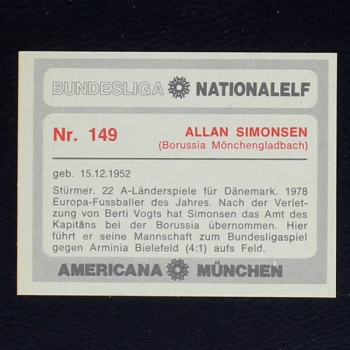 BUNDESLIGA NATIONALELF
Nr. 149 ALLAN SIMONSEN
(Borussia Mönchengladbach)
geb. 15.12.1952
Stürmer. 22 A-Länderspiele für Dänemark. 1978
Europa-Fussballer des Jahres. Nach der Verlet-
zung von Berti Vogts hat Simonsen das Amt des
Kapitäns bei der Borussia übernommen. Hier
führt er seine Mannschaft zum Bundesligaspiel
gegen Arminia Bielefeld (4:1) aufs Feld.
AMERICANA MÜNCHEN